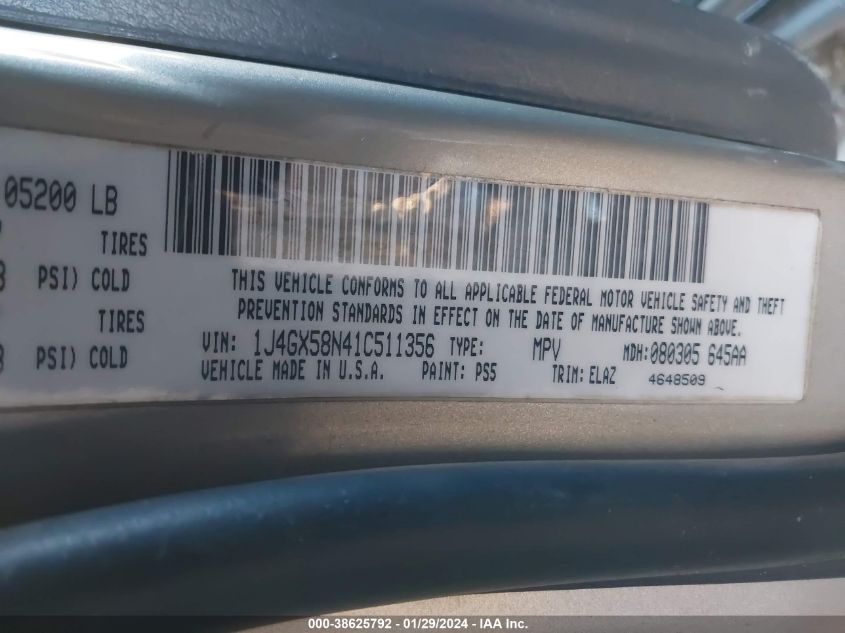 05200 LB
TIRES
PSI) COLD
TIRES
PSI) COLD
THIS VEHICLE CONFORMS TO ALL APPLICABLE FEDERAL MOTOR VEHICLE SAFETY AND THEFT
PREVENTION STANDARDS IN EFFECT ON THE DATE OF MANUFACTURE SHOWN ABOVE.
VIN: 1J4GX58N41C511356 TYPE: MPV MDH:080305 645AA
VEHICLE MADE IN U.S.A. PAINT: PS5 TRIM: ELAZ 4648509
000-38625792 - 01/29/2024 - IAA Inc.